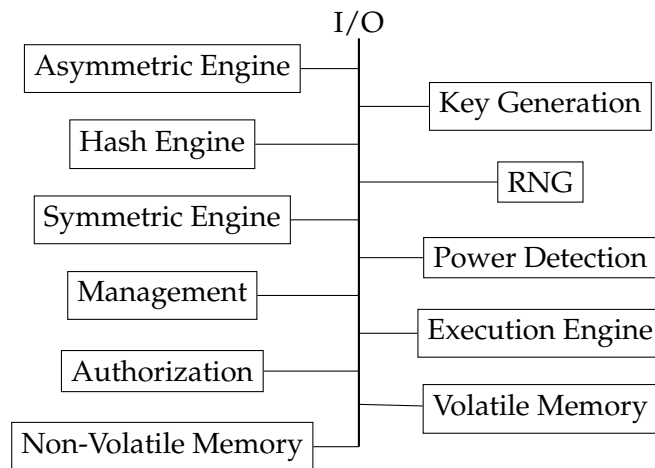 I/O
Asymmetric Engine
Key Generation
Hash Engine
RNG
Symmetric Engine
Power Detection
Management
Execution Engine
Authorization
Volatile Memory
Non-Volatile Memory